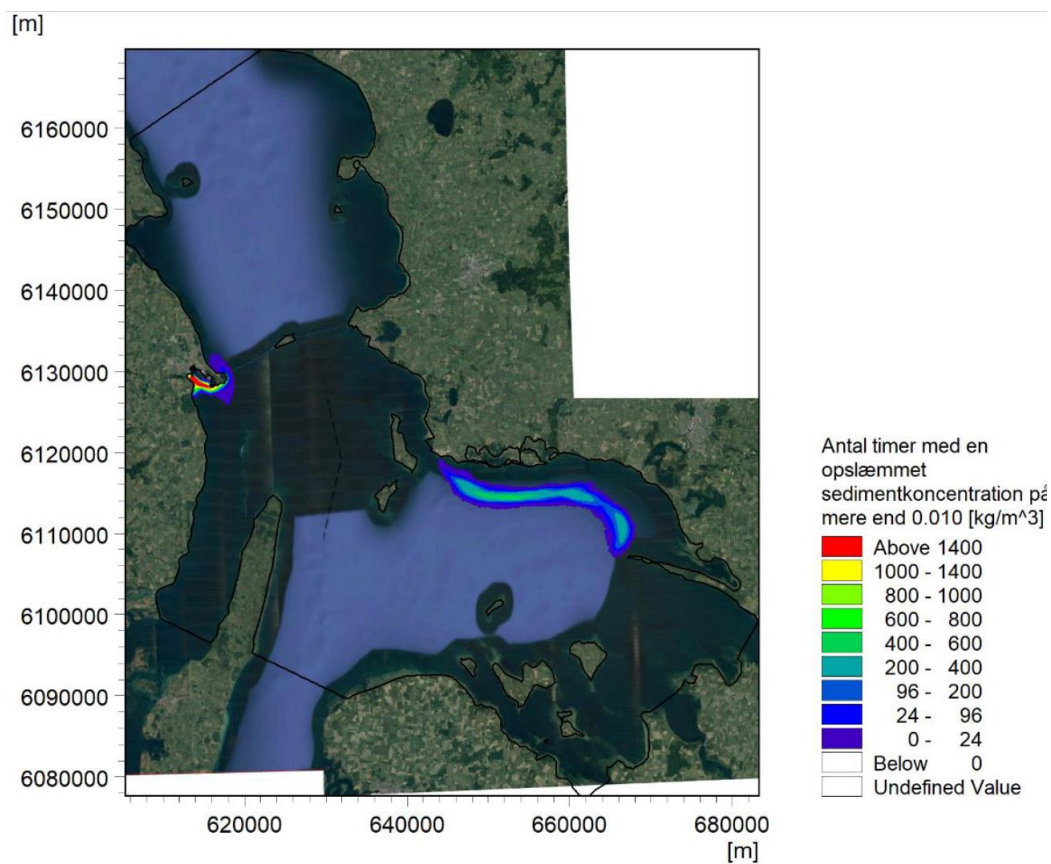 [m]
6160000
6150000
6140000
6130000
6120000
6110000
6100000
6090000
6080000
620000 640000 660000 680000
[m]
Antal timer med en
opslæmmet
sedimentkoncentration på
mere end 0.010 [kg/m^3]
Above 1400
1000 - 1400
800 - 1000
600 - 800
400 - 600
200 - 400
96 - 200
24 - 96
0 - 24
Below 0
Undefined Value